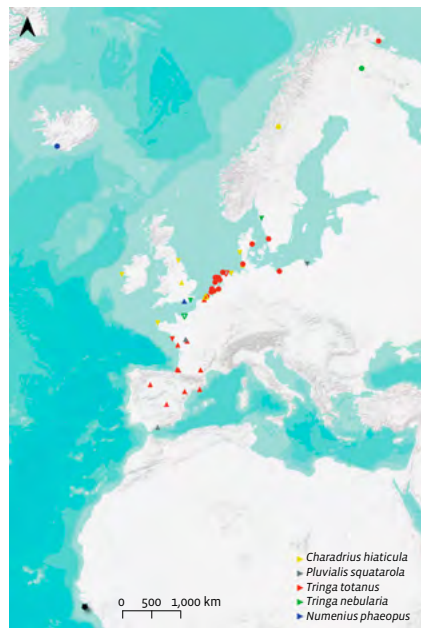 Charadrius hiaticula
Pluvialis squatarola
Tringa totanus
Tringa nebularia
Numenius phaeopus
0 500 1,000 km